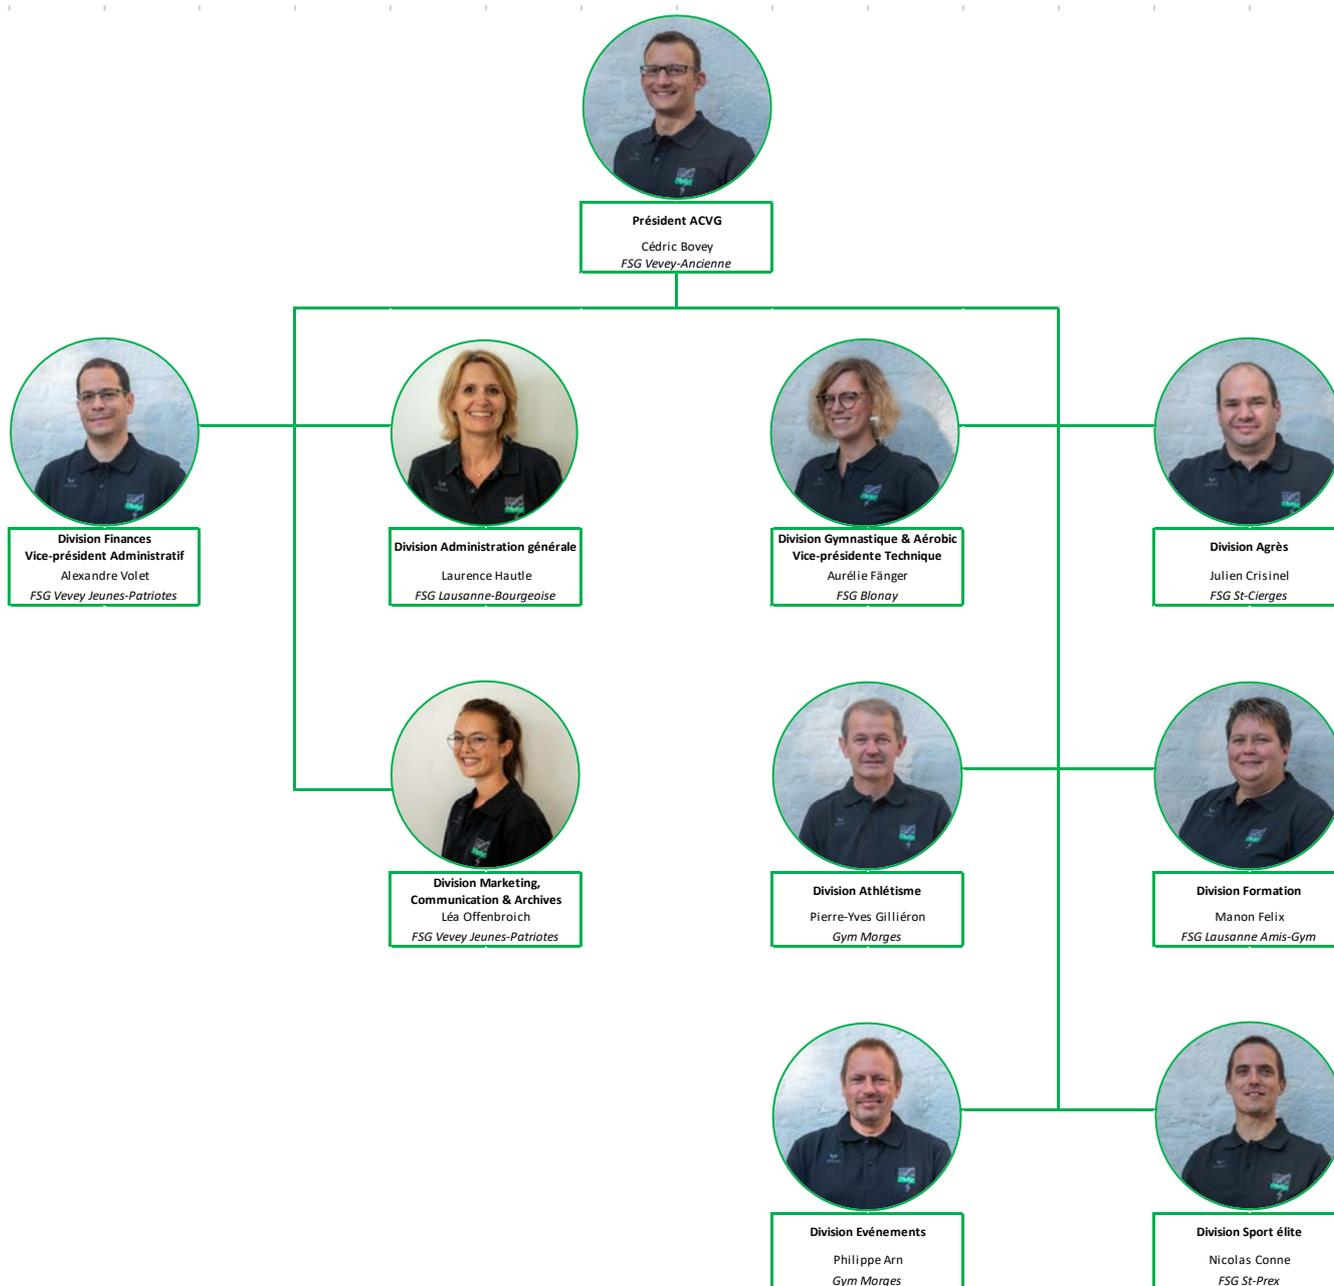 Président ACVG
Cédric Bovey
FSG Vevey-Ancienne
Division Finances
Vice-président Administratif
Alexandre Volet
FSG Vevey Jeunes-Patriotes
Division Administration générale
Laurence Hautle
FSG Lausanne-Bourgeoise
Division Gymnastique & Aérobic
Vice-présidente Technique
Aurélie Fänger
FSG Blonay
Division Agrès
Julien Crisinel
FSG St-Cierges
Division Marketing,
Communication & Archives
Léa Offenbroich
FSG Vevey Jeunes-Patriotes
Division Athlétisme
Pierre-Yves Gilliéron
Gym Morges
Division Formation
Manon Felix
FSG Lausanne Amis-Gym
Division Evénements
Philippe Arn
Gym Morges
Division Sport élite
Nicolas Conne
FSG St-Prex